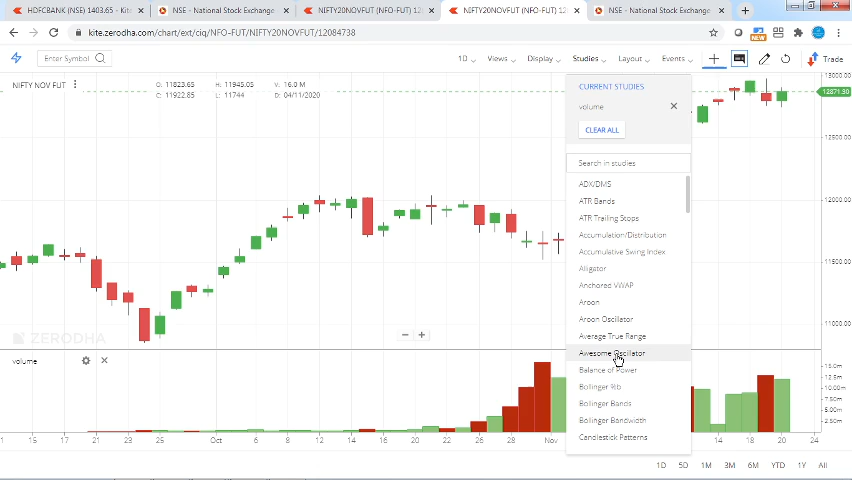 HDFCBANK (NSE) 1403.65 - Kit
NSE - National Stock Exchange
NIFTY20NOVFUT (NFO-FUT) 12
NIFTY20NOVFUT (NFO-FUT) 12
NSE - National Stock Exchange
kite.zerodha.com/chart/ext/ciq/NFO-FUT/NIFTY20NOVFUT/12084738
NEW
Enter Symbol
1D Views Display Studies Layout Events Trade
NIFTY NOV FUT
O: 11823.65 H: 11945.05 V: 16.0 M
C: 11922.85 L: 11744 D: 04/11/2020
CURRENT STUDIES
volume
CLEAR ALL
Search in studies
ADX/DMS
ATR Bands
ATR Trailing Stops
Accumulation/Distribution
Accumulative Swing Index
Alligator
Anchored VWAP
Aroon
Aroon Oscillator
Average True Range
Awesome Oscillator
Balance of Power
Bollinger %b
Bollinger Bands
Bollinger Bandwidth
Candlestick Patterns
13000.00
12871.30
12500.00
12000.00
11500.00
11000.00
ZERODHA
volume
15.0m
10.00m
7.50m
5.00m
2.50m
15 17 21 23 25 Oct 6 8 12 14 16 20 22 26 28 Nov 14 18 20 24
1D 5D 1M 3M 6M YTD 1Y All